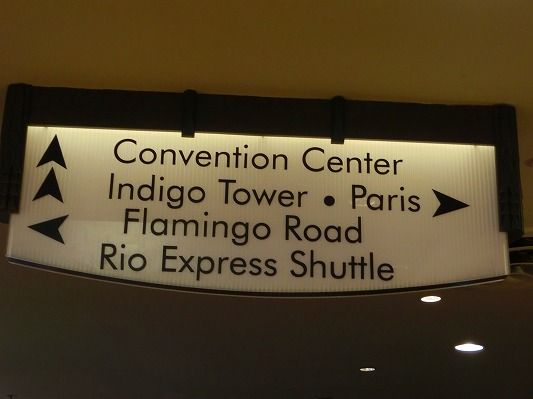 Convention Center
Indigo Tower • Paris
Flamingo Road
Rio Express Shuttle